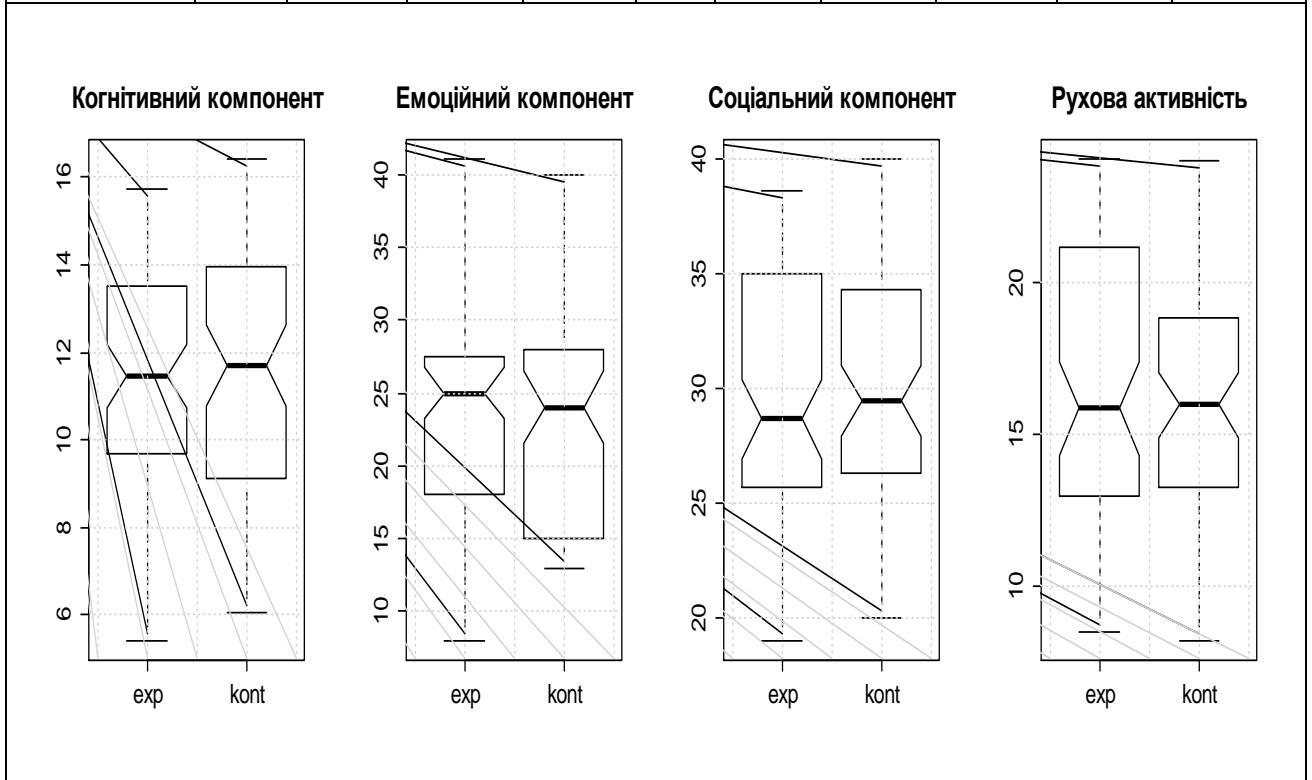 Когнітивний компонент
Емоційний компонент
Соціальний компонент
Рухова активність
16
14
12
10
8
6
exp kont
40
35
30
25
20
15
10
exp kont
40
35
30
25
20
exp kont
20
15
10
exp kont